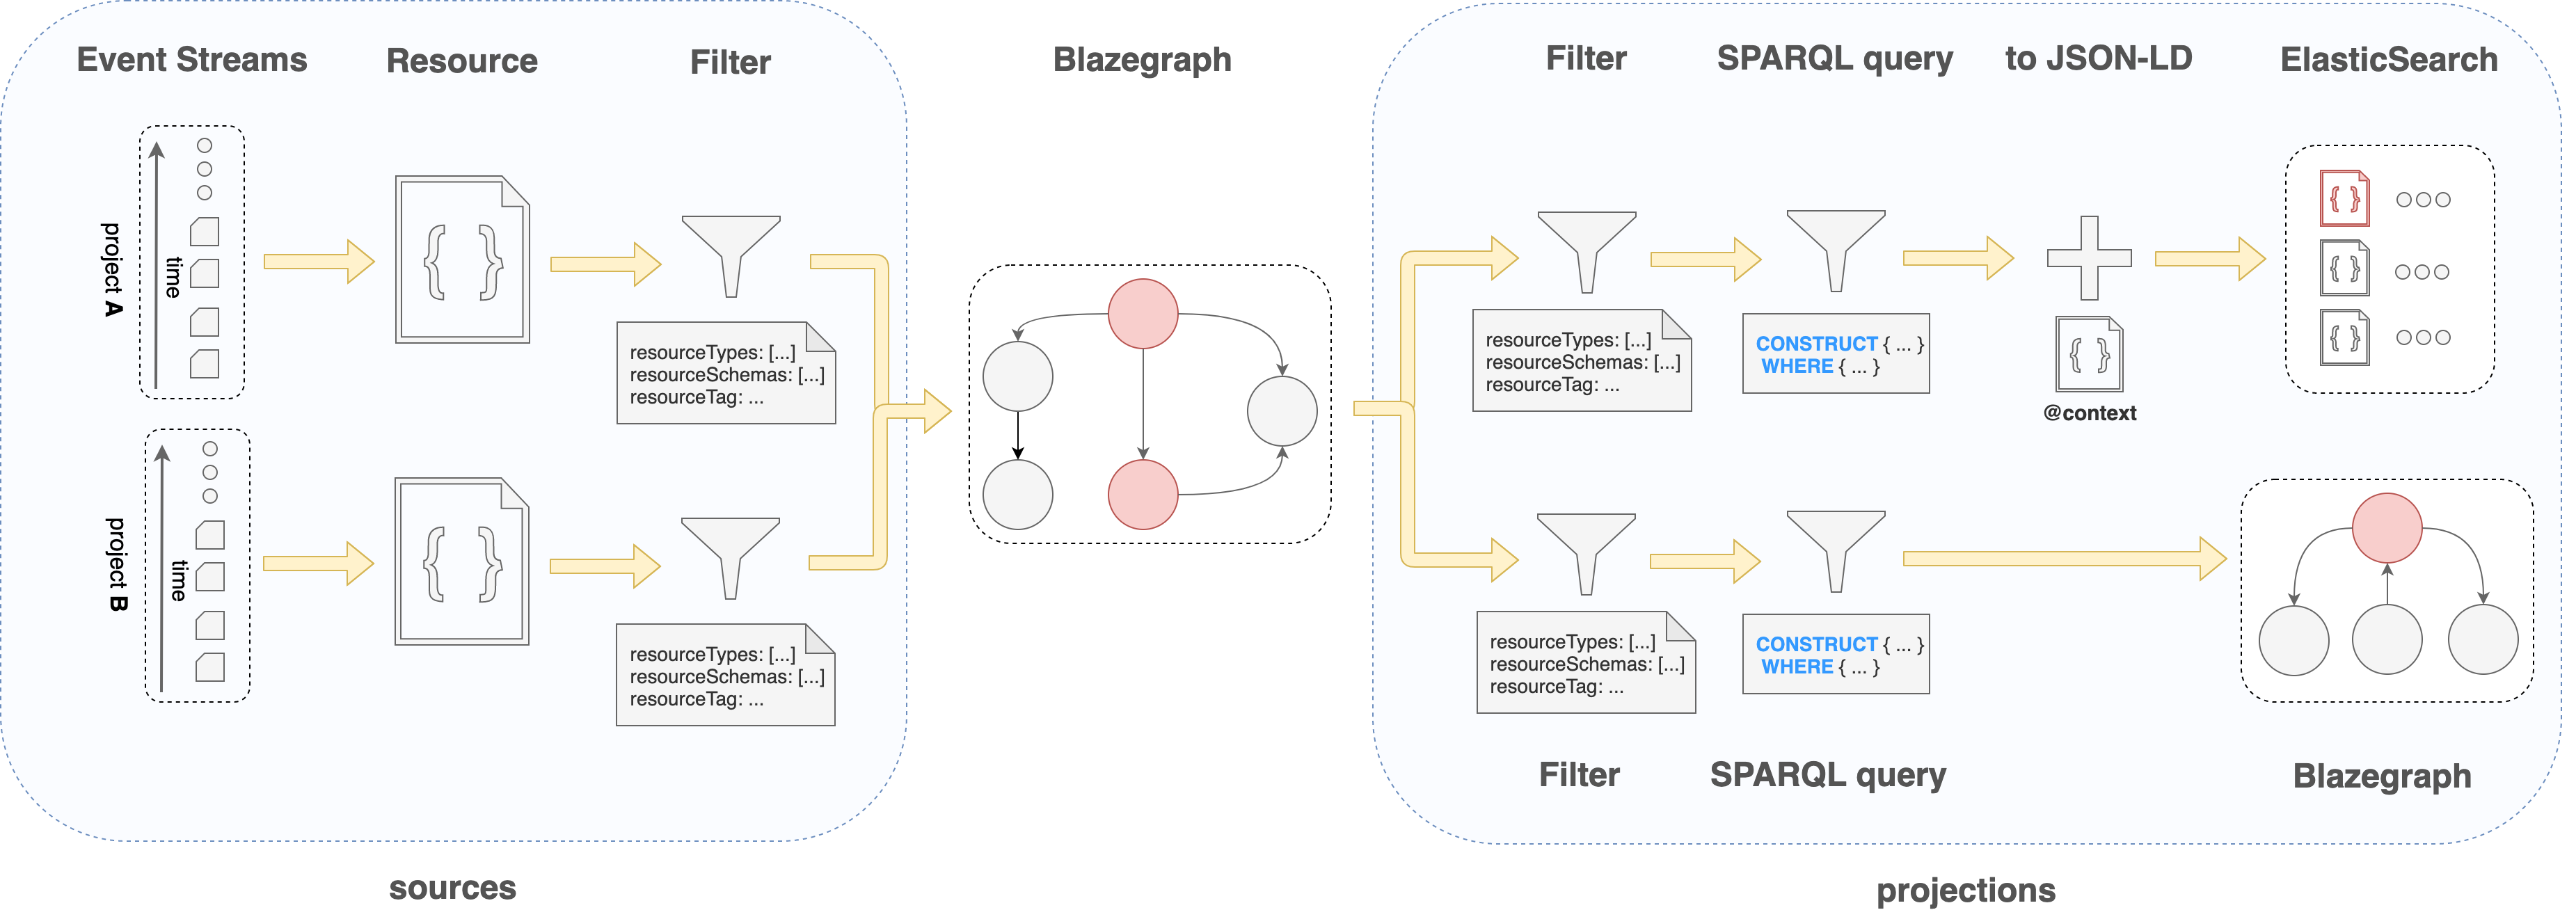 Event Streams
Resource
Filter
Blazegraph
Filter
SPARQL query
to JSON-LD
ElasticSearch
project A
time
{ }
resourceTypes: [...]
resourceSchemas: [...]
resourceTag: ...
resourceTypes: [...]
resourceSchemas: [...]
resourceTag: ...
CONSTRUCT { ... }
WHERE { ... }
{ }
@context
{ }
{ }
{ }
project B
time
{ }
resourceTypes: [...]
resourceSchemas: [...]
resourceTag: ...
resourceTypes: [...]
resourceSchemas: [...]
resourceTag: ...
CONSTRUCT { ... }
WHERE { ... }
Filter
SPARQL query
Blazegraph
sources
projections